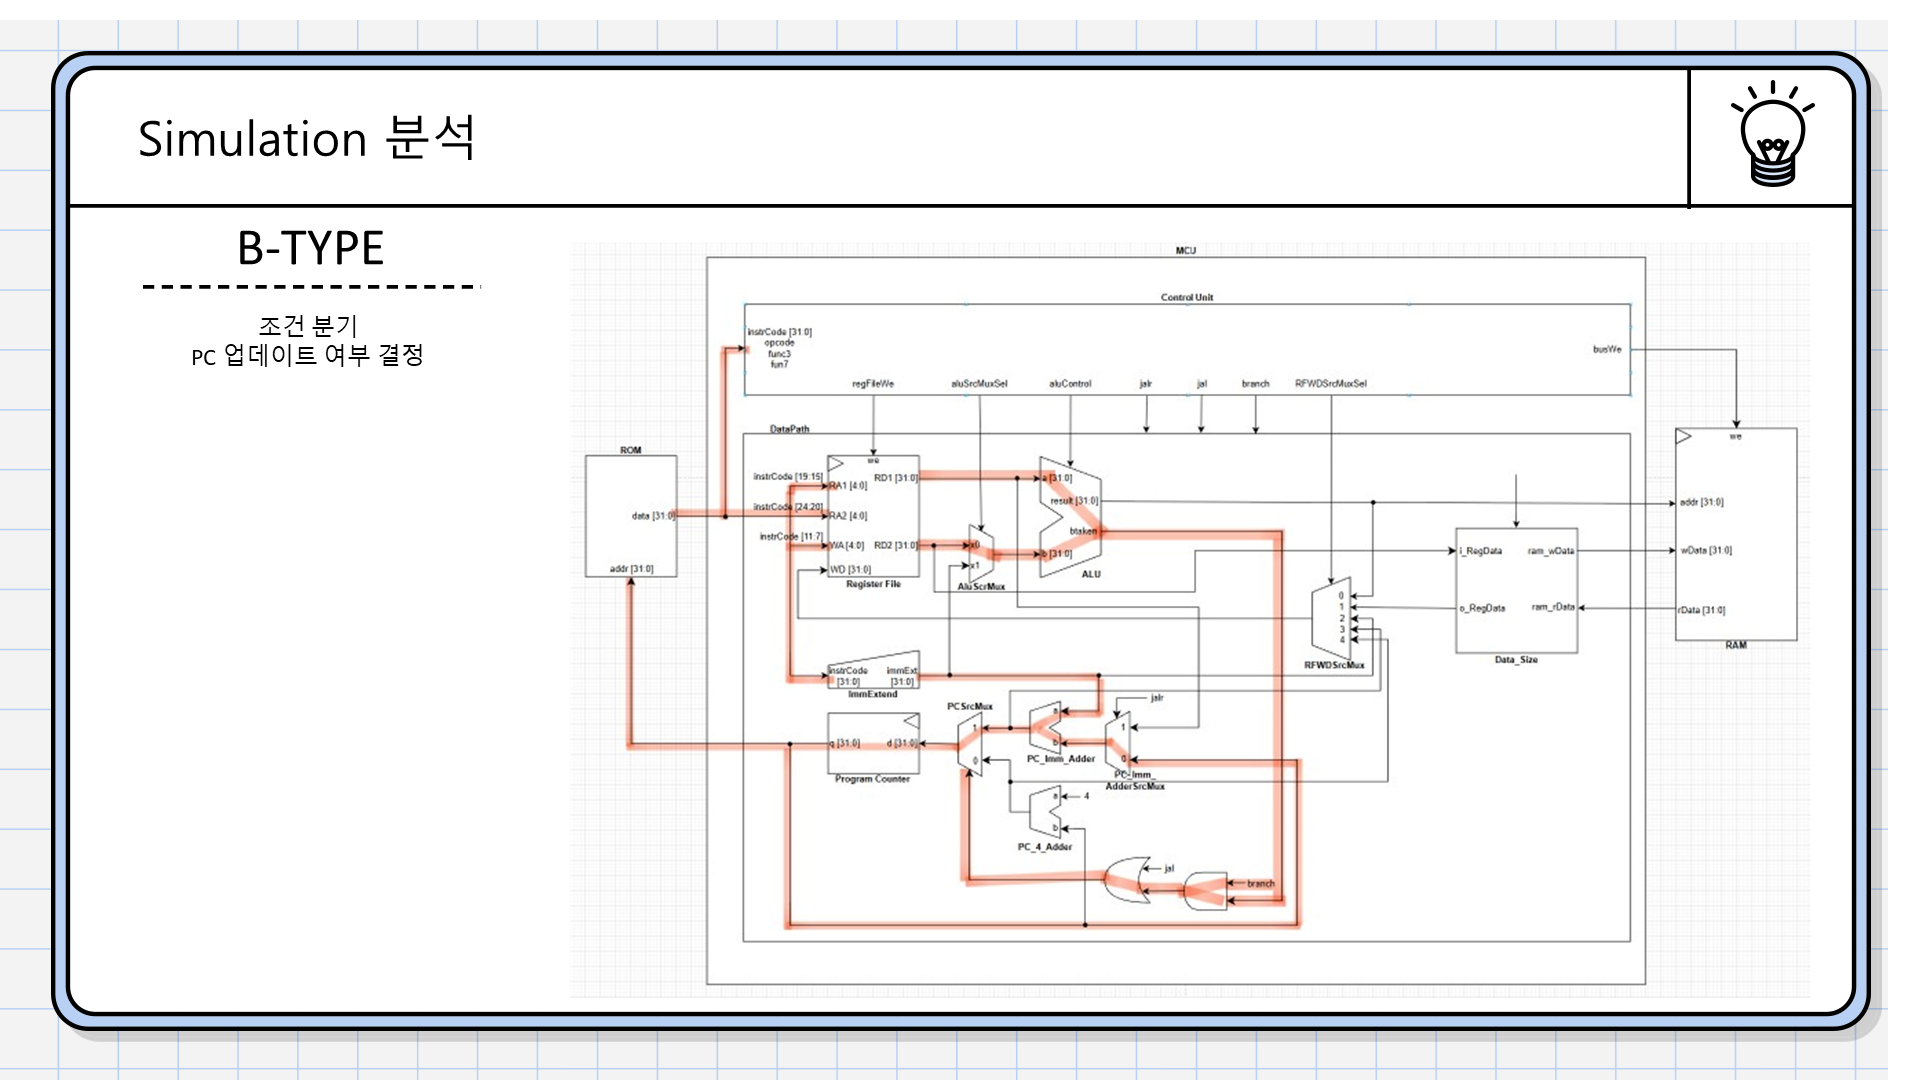 Simulation 분석
B-TYPE
조건 분기
PC 업데이트 여부 결정
MCU
Control Unit
instrCode [31:0]
opcode
func3
fun7
busWe
regFileWe
aluSrcMuxSel
aluControl
jalr
jal
branch
RFWDSrcMuxSel
DataPath
ROM
data [31:0]
addr [31:0]
instrCode [19:15]
instrCode [24:20]
instrCode [11:7]
we
RA1 [4:0]
RA2 [4:0]
WA [4:0]
WD [31:0]
RD1 [31:0]
RD2 [31:0]
Register File
x0
x1
AluScrMux
a [31:0]
result [31:0]
btaken
b [31:0]
ALU
0
1
2
3
4
RFWDSrcMux
i_RegData
ram_wData
o_RegData
ram_rData
Data_Size
we
addr [31:0]
wData [31:0]
rData [31:0]
RAM
instrCode
[31:0]
immExt
[31:0]
ImmExtend
PCSrcMux
1
0
q [31:0]
d [31:0]
Program Counter
a
b
PC_Imm_Adder
jalr
1
0
PC_Imm_
AdderSrcMux
a
4
b
PC_4_Adder
jal
branch